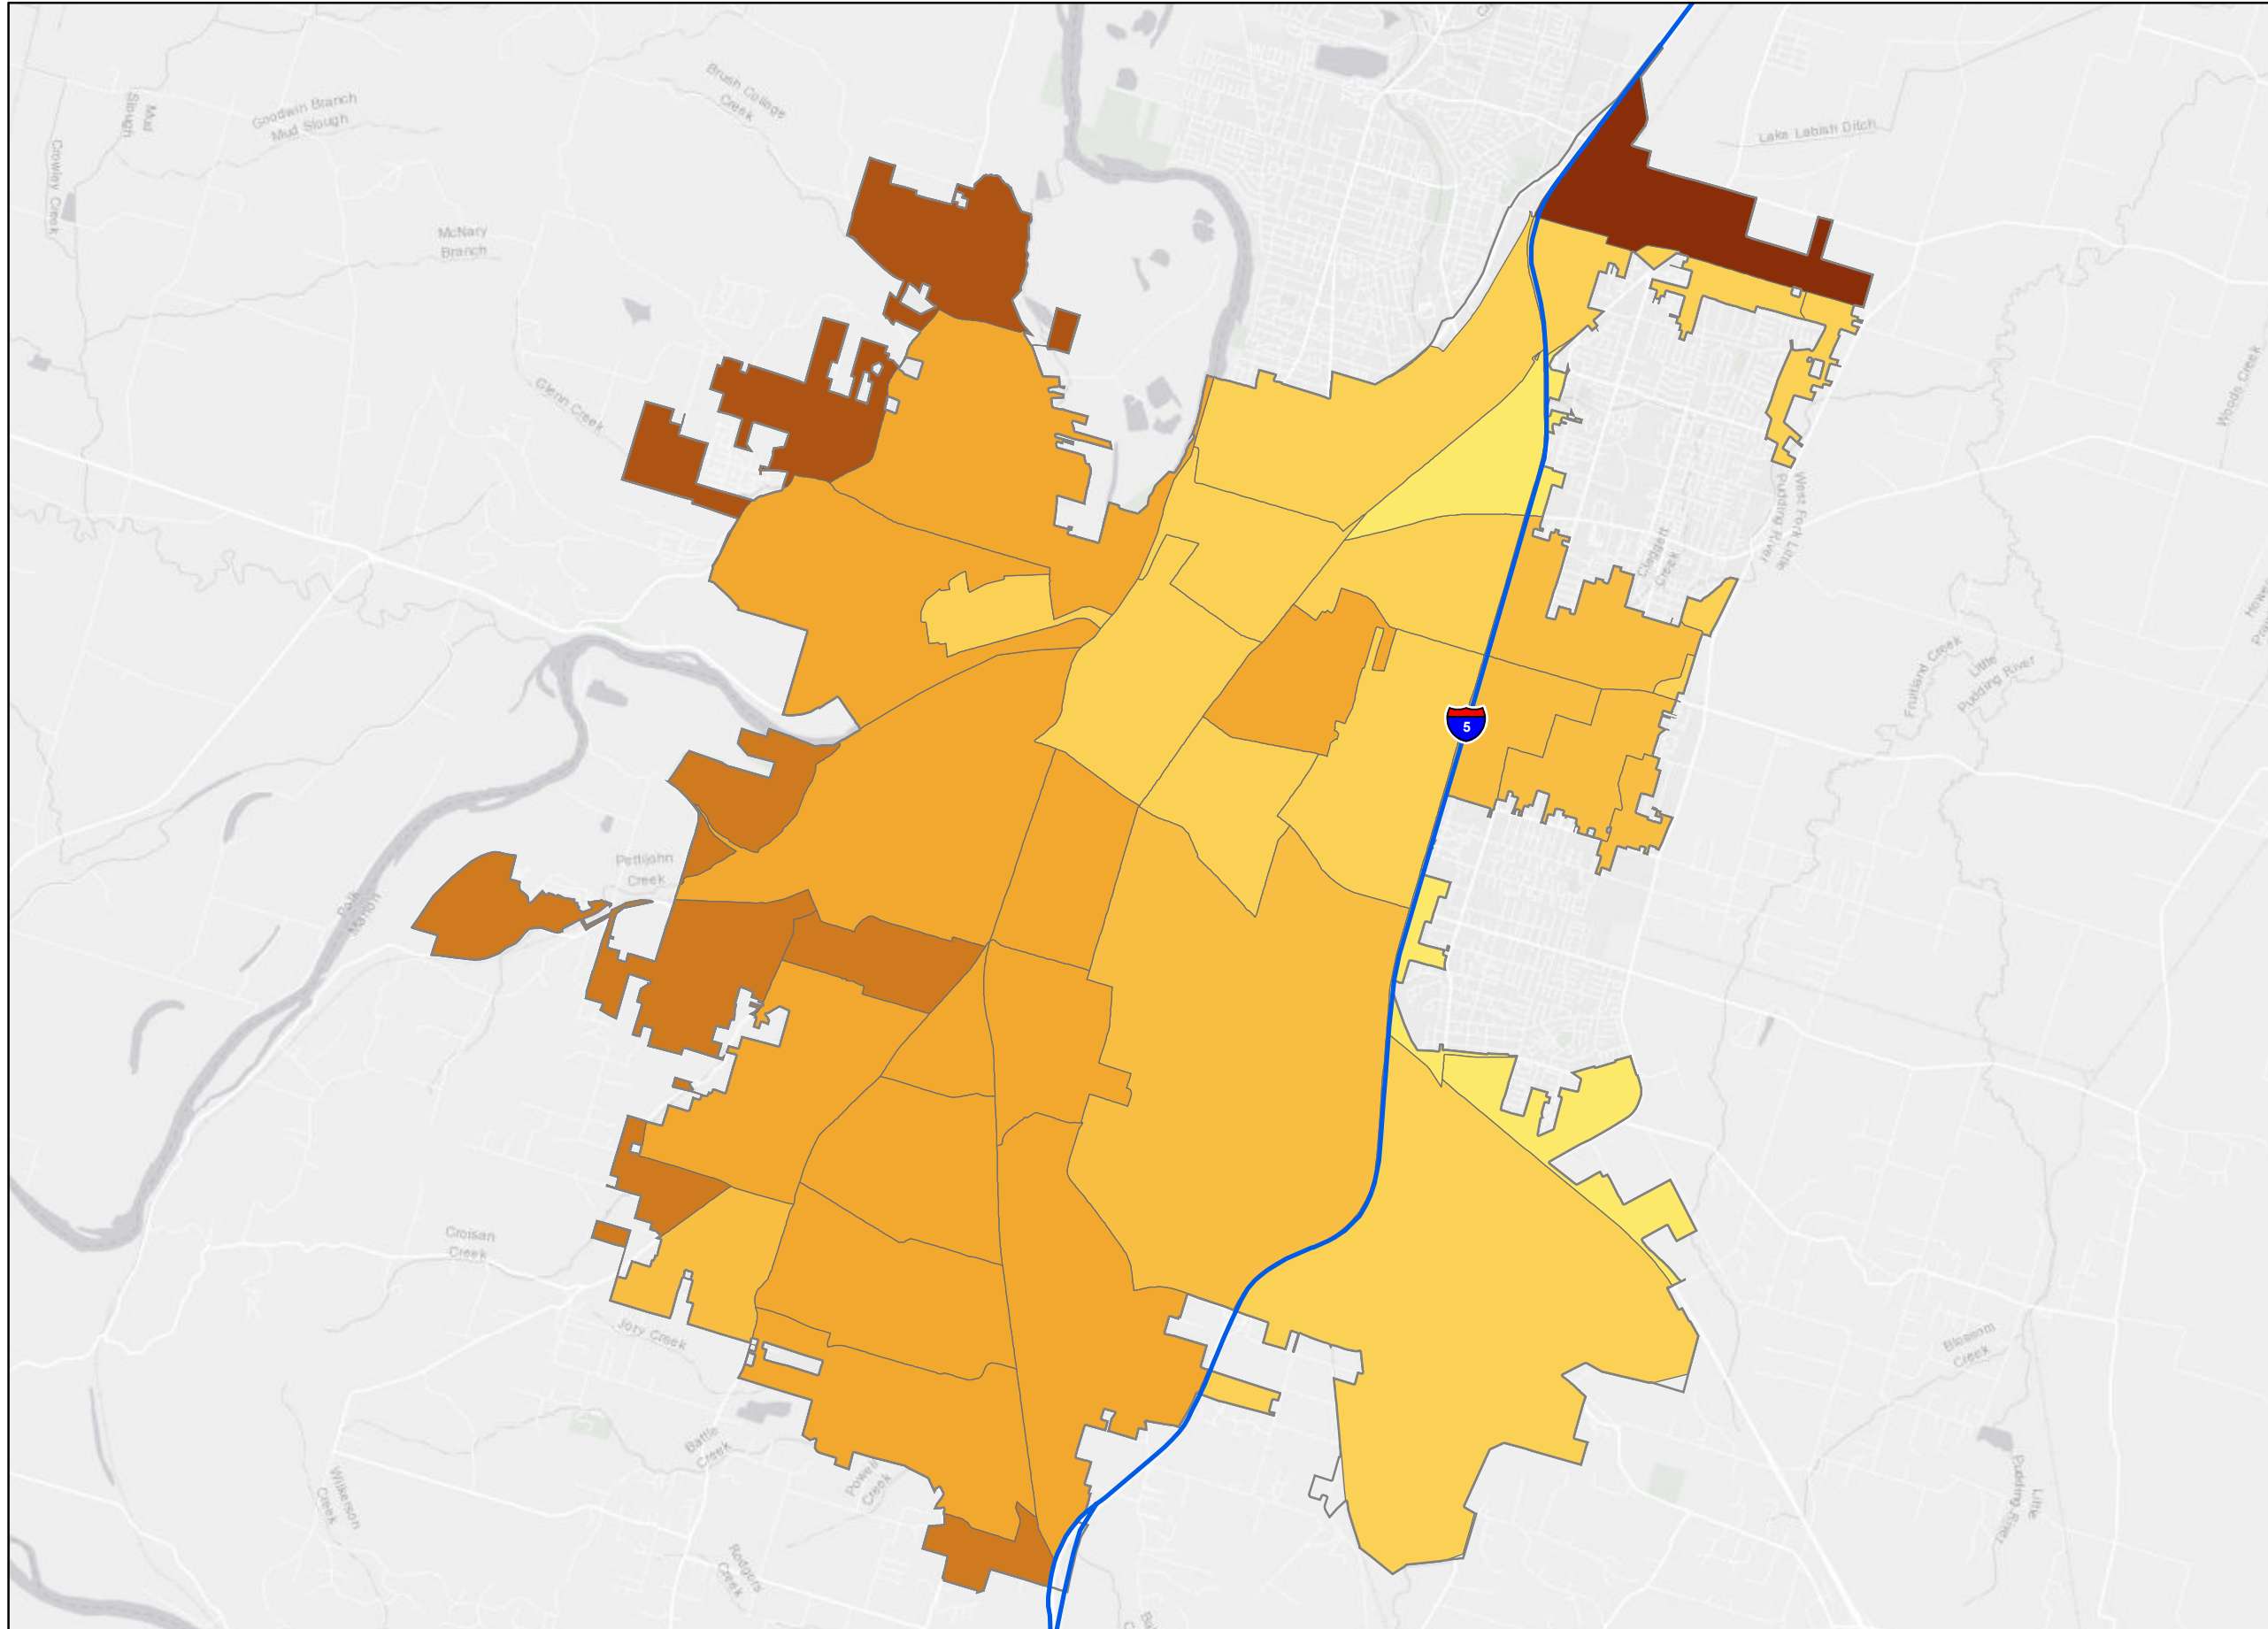 Goodwin Branch
Mud Slough
Mud
Slough
Brush College
Creek
Crowley Creek
McNary
Branch
Lake Labish Ditch
Glenn Creek
Woods Creek
West Fork Little
Pudding River
Claggett
Creek
Fruitland Creek
Little
Pudding River
5
Pettijohn
Creek
Polk
Marion
Croisan
Creek
Jory Creek
Battle
Creek
Powell
Creek
Wilkerson
Creek
Rodgers
Creek
Blossom
Creek
Little
Pudding River